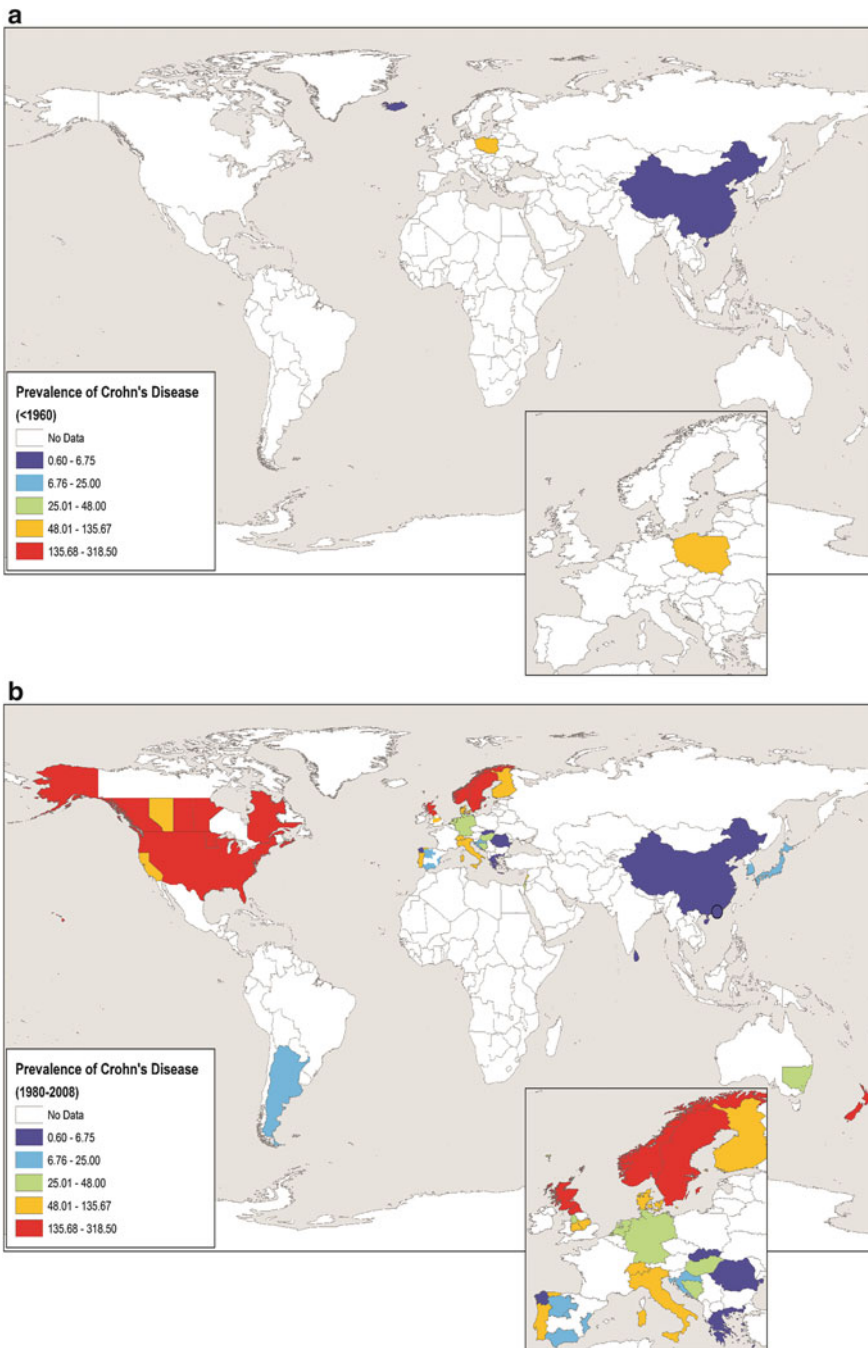 a
Prevalence of Crohn's Disease
(<1960)
No Data
0.60 - 6.75
6.76 - 25.00
25.01 - 48.00
48.01 - 135.67
135.68 - 318.50
b
Prevalence of Crohn's Disease
(1980-2008)
No Data
0.60 - 6.75
6.76 - 25.00
25.01 - 48.00
48.01 - 135.67
135.68 - 318.50